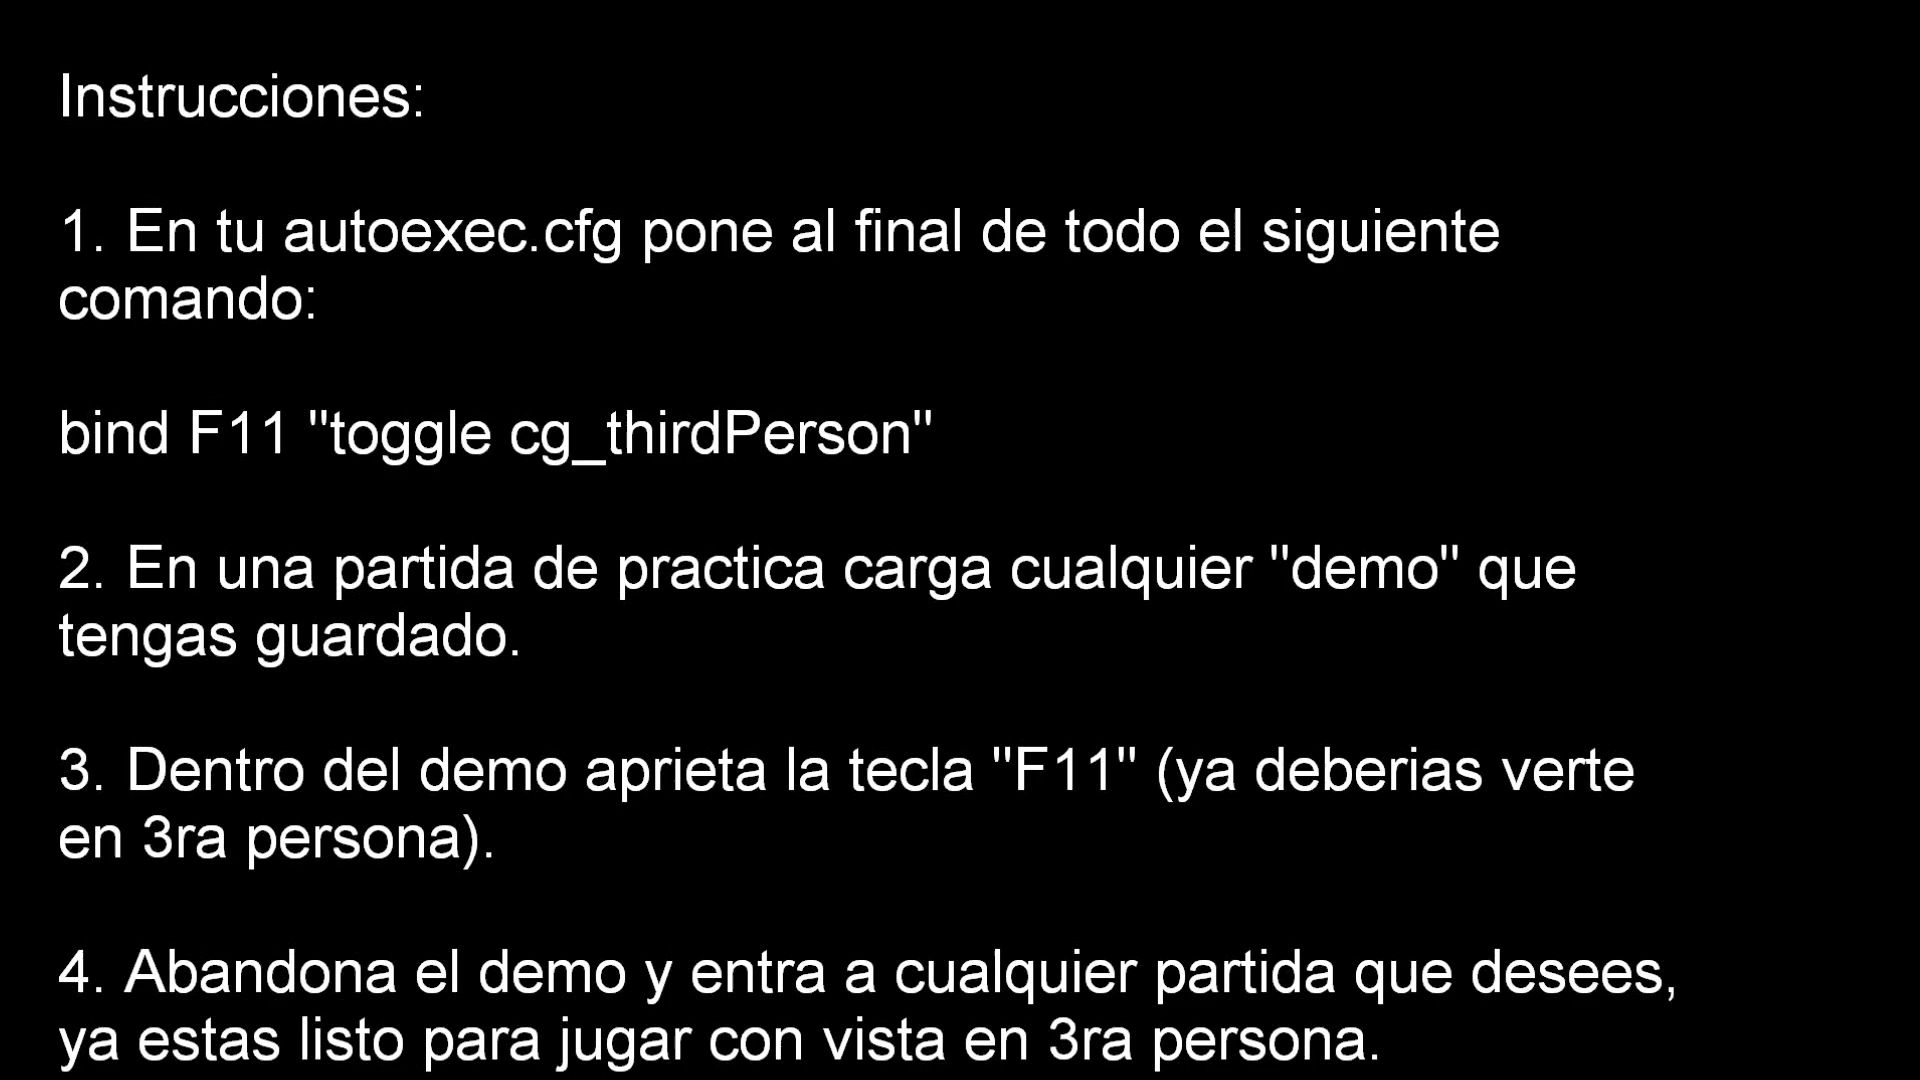 Instrucciones:
1. En tu autoexec.cfg pone al final de todo el siguiente
comando:
bind F11 "toggle cg_thirdPerson"
2. En una partida de practica carga cualquier "demo" que
tengas guardado.
3. Dentro del demo aprieta la tecla "F11" (ya deberias verte
en 3ra persona).
4. Abandona el demo y entra a cualquier partida que desees,
ya estas listo para jugar con vista en 3ra persona.